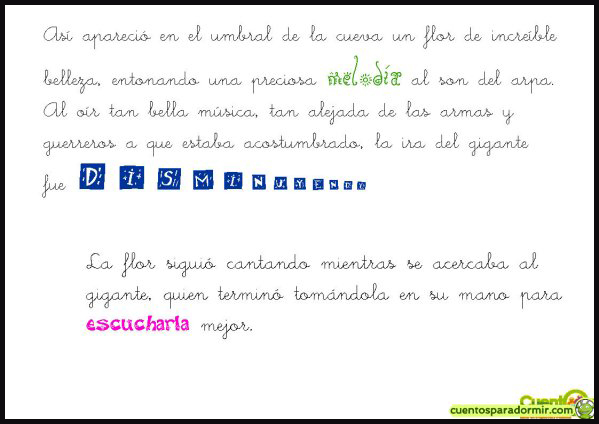 Así apareció en el umbral de la cueva un flor de increíble
belleza, entonando una preciosa melodía al son del arpa.
Al oír tan bella música, tan alejada de las armas y
guerreros a que estaba acostumbrado, la ira del gigante
fue DISMINUYENDO
La flor siguió cantando mientras se acercaba al
gigante, quien terminó tomándola en su mano para
escucharla mejor.
cuentosparadormir.com